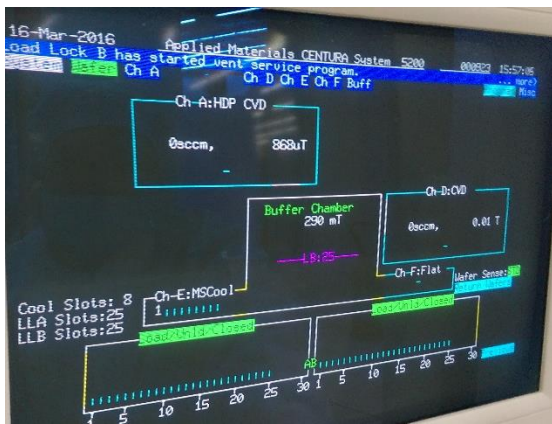 16-Mar-2016 Applied Materials CENTURA System 5200 000923 15:57:05
Load Lock B has started vent service program. ... more>
System Wafer Ch A Ch D Ch E Ch F Buff Misc
Ch-A:HDP CVD
0sccm, 868uT
-
Ch-D:CVD
Buffer Chamber
290 mT
0sccm, 0.01 T
-
LB:25
Ch-F:Flat
-
Wafer Sense:
Ch-E:MSCool
1
Cool Slots: 8
LLA Slots:25
LLB Slots:25
Load/Unld/Closed Load/Unld/Closed
AB
1 5 10 15 20 25 30 1 5 10 15 20 25 30